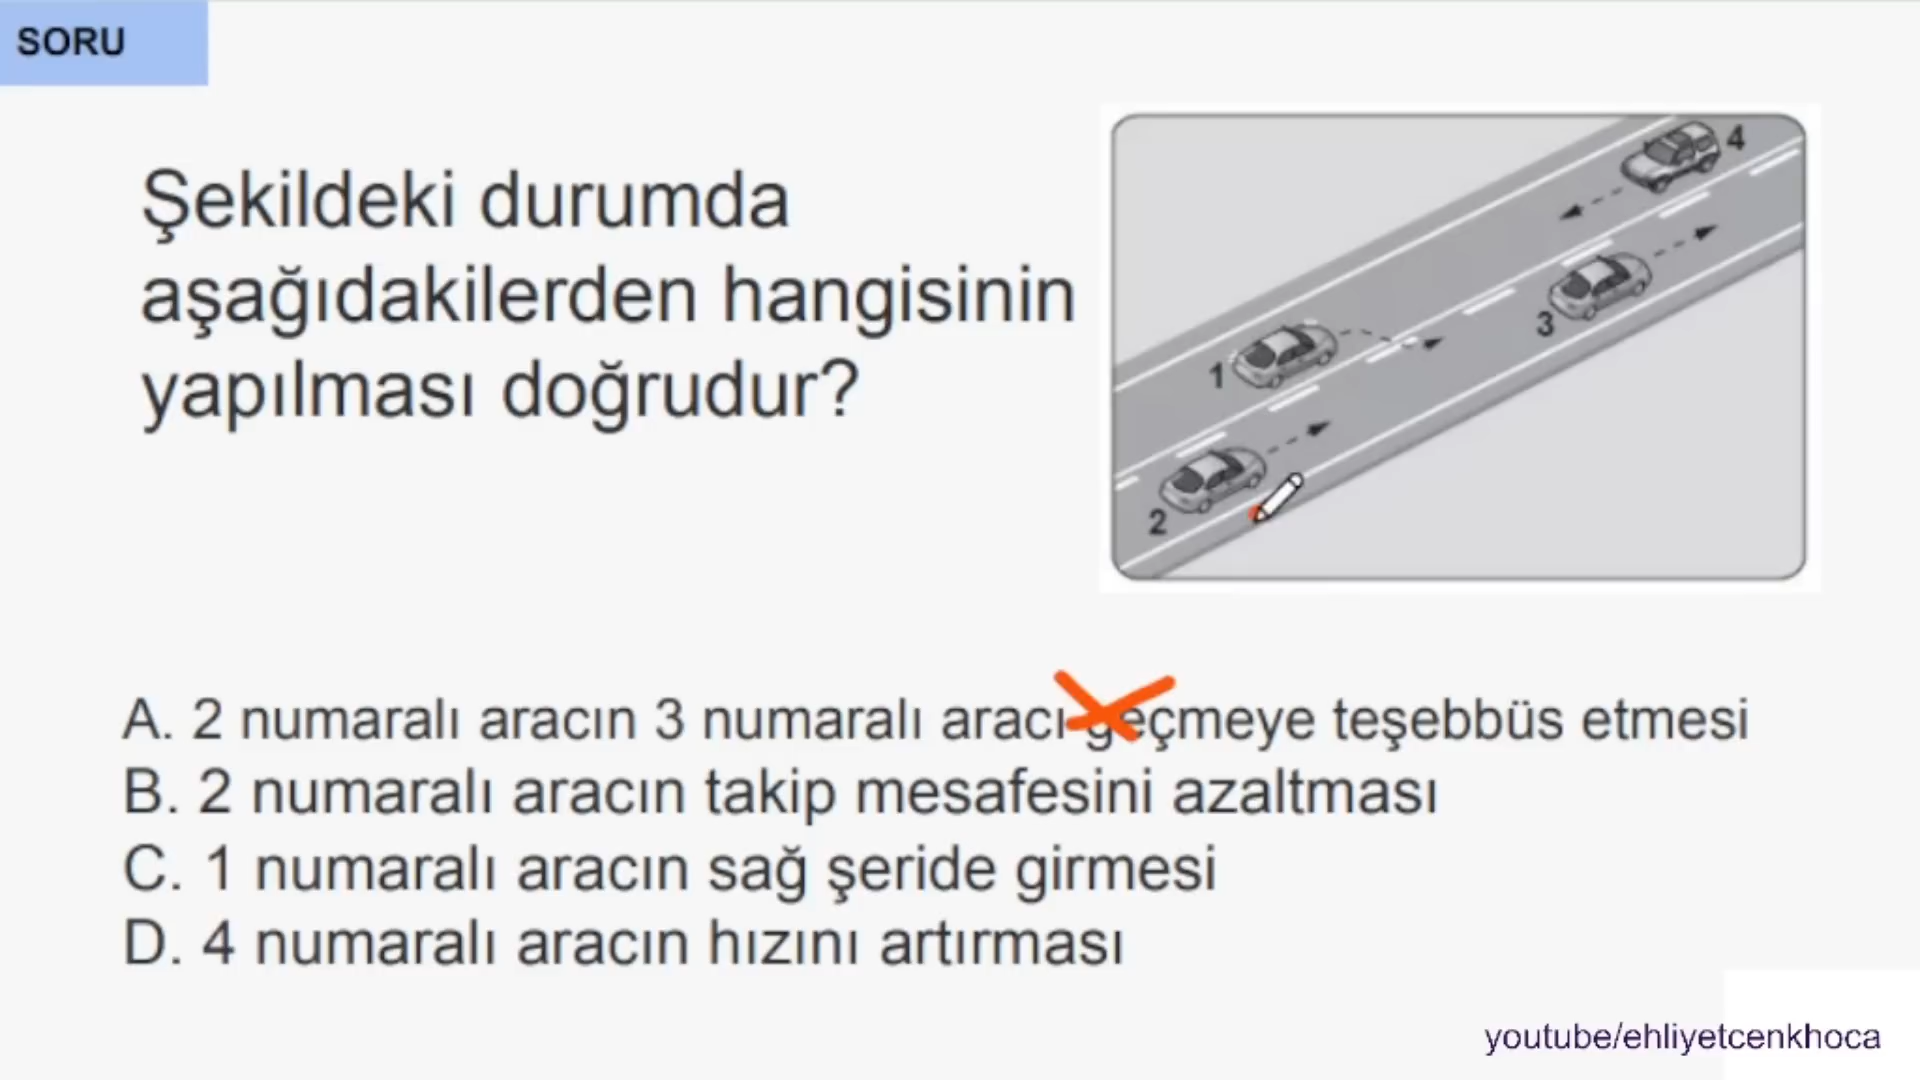 SORU
Şekildeki durumda
aşağıdakilerden hangisinin
yapılması doğrudur?
4
3
1
2
A. 2 numaralı aracın 3 numaralı aracı geçmeye teşebbüs etmesi
B. 2 numaralı aracın takip mesafesini azaltması
C. 1 numaralı aracın sağ şeride girmesi
D. 4 numaralı aracın hızını artırması
youtube/ehliyetcenkhoca